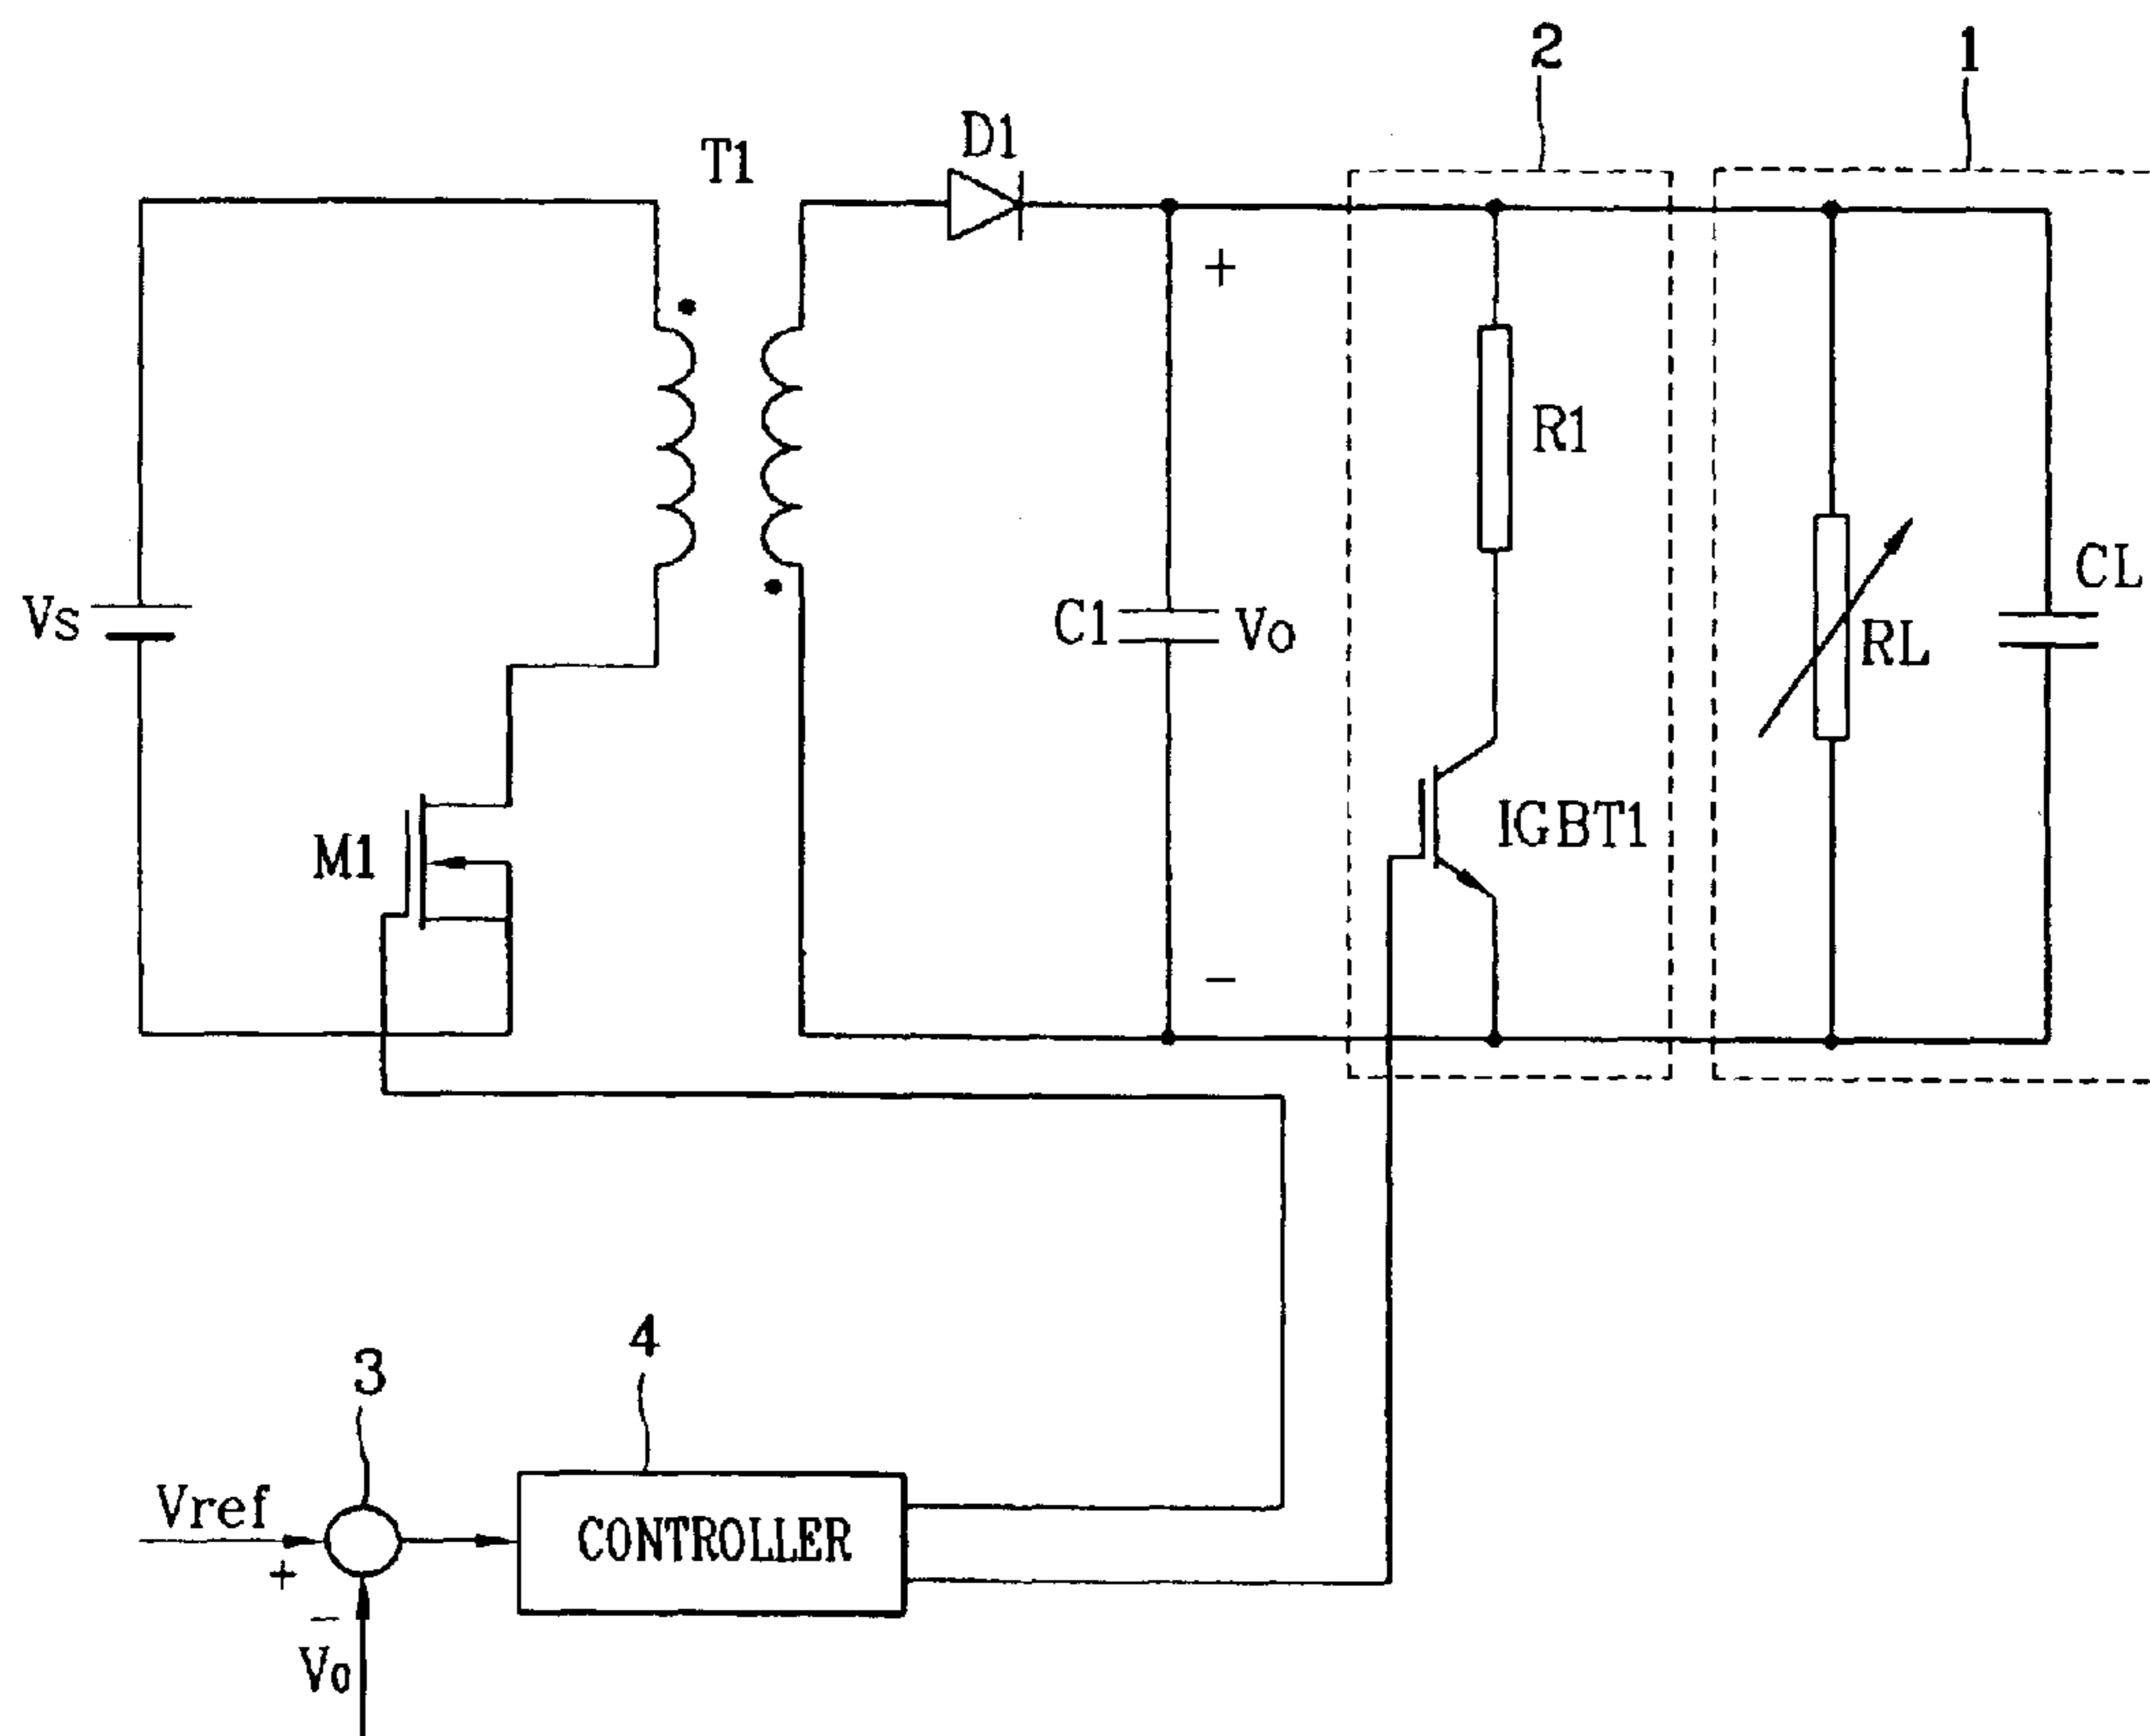 2
1
T1
D1
+
R1
Vs
C1
Vo
RL
CL
M1
IGBT1
−
3
4
Vref
+
CONTROLLER
−
Vo